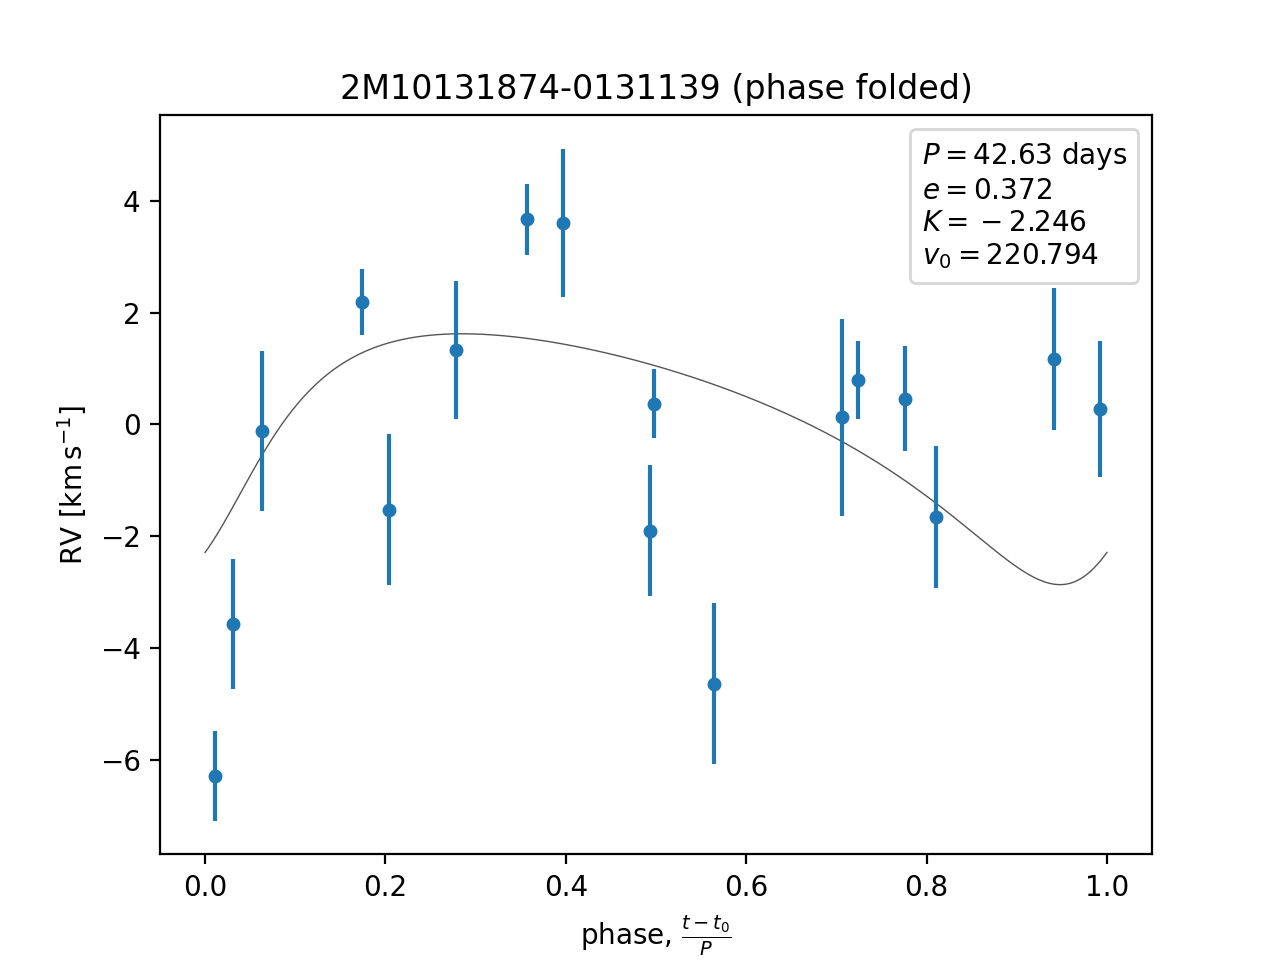 2M10131874-0131139 (phase folded)
P = 42.63 days
e = 0.372
K = −2.246
v₀ = 220.794
RV [km s⁻¹]
4
2
0
−2
−4
−6
0.0 0.2 0.4 0.6 0.8 1.0
phase, (t − t₀)/P